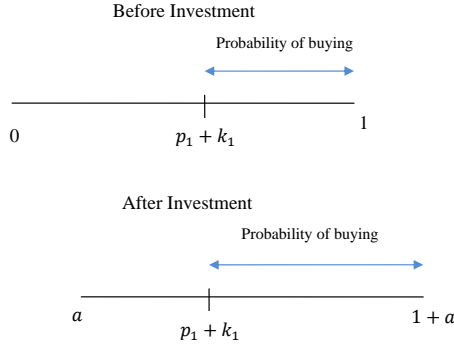 Before Investment
Probability of buying
0
p₁ + k₁
1
After Investment
Probability of buying
a
p₁ + k₁
1 + a